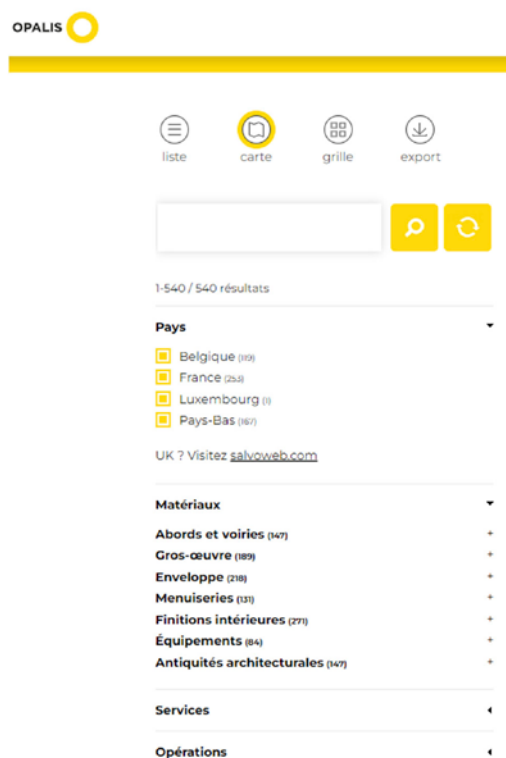 OPALIS
liste carte grille export
1-540 / 540 résultats
Pays
Belgique (119)
France (253)
Luxembourg (1)
Pays-Bas (167)
UK ? Visitez salvoweb.com
Matériaux
Abords et voiries (147)
Gros-œuvre (189)
Enveloppe (218)
Menuiseries (131)
Finitions intérieures (271)
Équipements (84)
Antiquités architecturales (147)
Services
Opérations